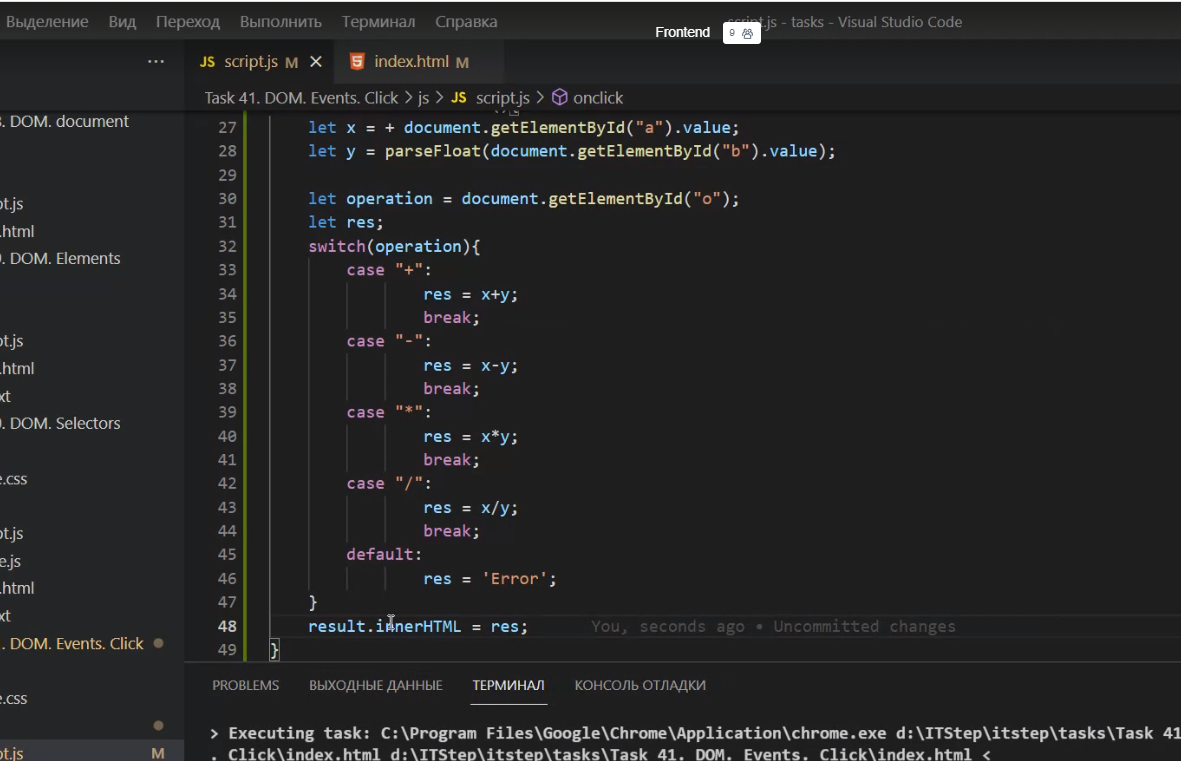 Выделение Вид Переход Выполнить Терминал Справка
script.js - tasks - Visual Studio Code
Frontend 9
... JS script.js M × index.html M
Task 41. DOM. Events. Click > js > JS script.js > onclick
. DOM. document
pt.js
.html
. DOM. Elements
pt.js
.html
xt
. DOM. Selectors
e.css
pt.js
e.js
.html
xt
. DOM. Events. Click
e.css
pt.js M
27 let x = + document.getElementById("a").value;
28 let y = parseFloat(document.getElementById("b").value);
29
30 let operation = document.getElementById("o");
31 let res;
32 switch(operation){
33 case "+":
34 res = x+y;
35 break;
36 case "-":
37 res = x-y;
38 break;
39 case "*":
40 res = x*y;
41 break;
42 case "/":
43 res = x/y;
44 break;
45 default:
46 res = 'Error';
47 }
48 result.innerHTML = res; You, seconds ago • Uncommitted changes
49 }
PROBLEMS ВЫХОДНЫЕ ДАННЫЕ ТЕРМИНАЛ КОНСОЛЬ ОТЛАДКИ
> Executing task: C:\Program Files\Google\Chrome\Application\chrome.exe d:\ITStep\itstep\tasks\Task 41
. DOM. Events. Click\index.html d:\ITStep\itstep\tasks\Task 41. DOM. Events. Click\index.html <